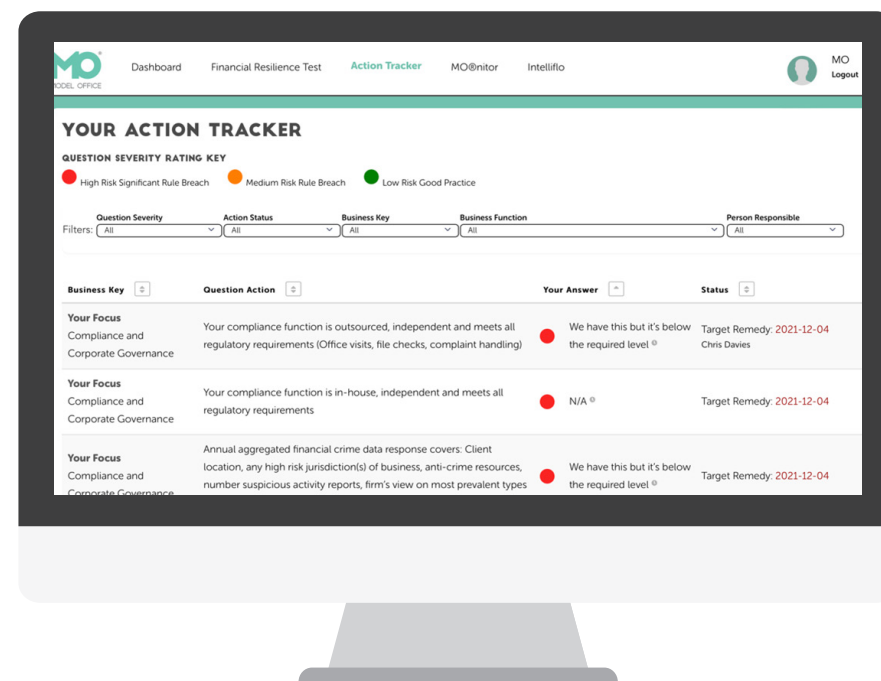 MO®
MODEL OFFICE
Dashboard Financial Resilience Test Action Tracker MO®nitor Intelliflo
MO
Logout
YOUR ACTION TRACKER
QUESTION SEVERITY RATING KEY
High Risk Significant Rule Breach Medium Risk Rule Breach Low Risk Good Practice
Question Severity Action Status Business Key Business Function Person Responsible
Filters: All All All All All
Business Key Question Action Your Answer Status
Your Focus
Compliance and
Corporate Governance
Your compliance function is outsourced, independent and meets all
regulatory requirements (Office visits, file checks, complaint handling)
We have this but it's below
the required level
Target Remedy: 2021-12-04
Chris Davies
Your Focus
Compliance and
Corporate Governance
Your compliance function is in-house, independent and meets all
regulatory requirements
N/A
Target Remedy: 2021-12-04
Your Focus
Compliance and
Corporate Governance
Annual aggregated financial crime data response covers: Client
location, any high risk jurisdiction(s) of business, anti-crime resources,
number suspicious activity reports, firm's view on most prevalent types
We have this but it's below
the required level
Target Remedy: 2021-12-04